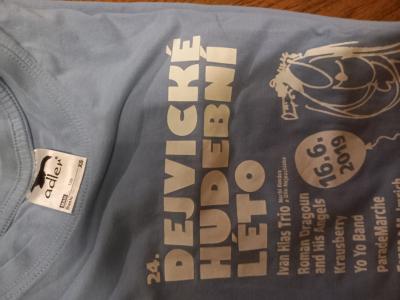 24.
DEJVICKÉ
HUDEBNÍ
LÉTO
16.6.
2019
Ivan Hlas Trio
Roman Dragoun
and his Angels
Krausberry
Yo Yo Band
ParadeMarche
adler
XS